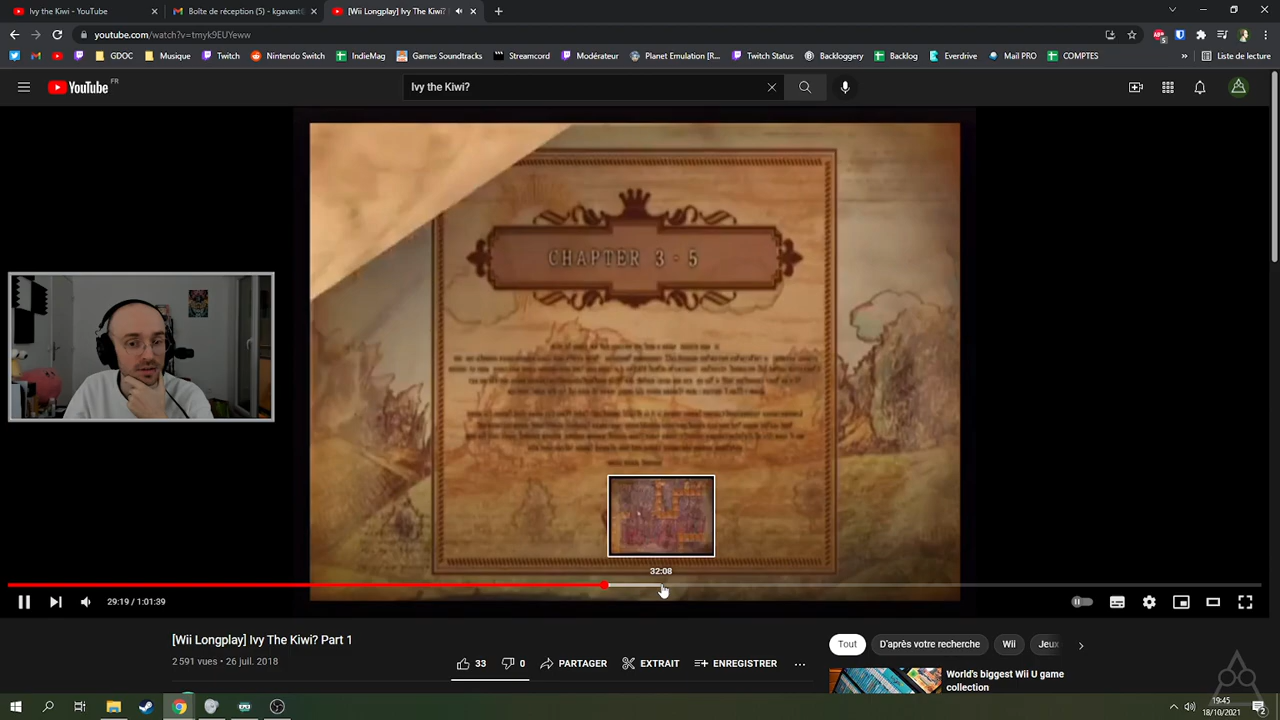 Ivy the Kiwi - YouTube
Boîte de réception (5) - kgavant@
[Wii Longplay] Ivy The Kiwi?
youtube.com/watch?v=tmyk9EUYeww
GDOC
Musique
Twitch
Nintendo Switch
IndieMag
Games Soundtracks
Streamcord
Modérateur
Planet Emulation [R...
Twitch Status
Backloggery
Backlog
Everdrive
Mail PRO
COMPTES
»
Liste de lecture
YouTube FR
Ivy the Kiwi?
CHAPTER 3 - 5
32:08
29:19 / 1:01:39
[Wii Longplay] Ivy The Kiwi? Part 1
2 591 vues • 26 juil. 2018
33
0
PARTAGER
EXTRAIT
ENREGISTRER
Tout
D'après votre recherche
Wii
Jeux
World's biggest Wii U game
collection
19:45
18/10/2021
2